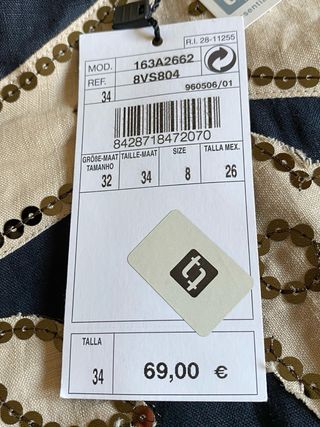 R.I. 28-11255
MOD. 163A2662
REF. 8VS804
34 960506/01
8428718472070
GRÖßE-MAAT TAMANHO TAILLE-MAAT SIZE TALLA MEX.
32 34 8 26
TALLA
34 69,00 €